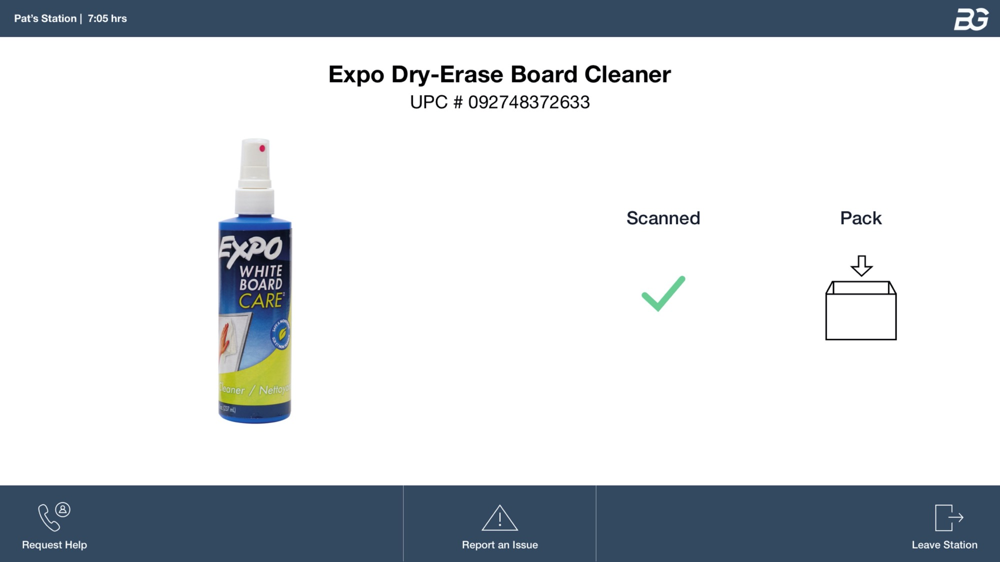 Pat's Station | 7:05 hrs
BG
Expo Dry-Erase Board Cleaner
UPC # 092748372633
EXPO
WHITE
BOARD
CARE
Cleaner / Nettoya
(237 mL)
Scanned
Pack
Request Help
Report an Issue
Leave Station